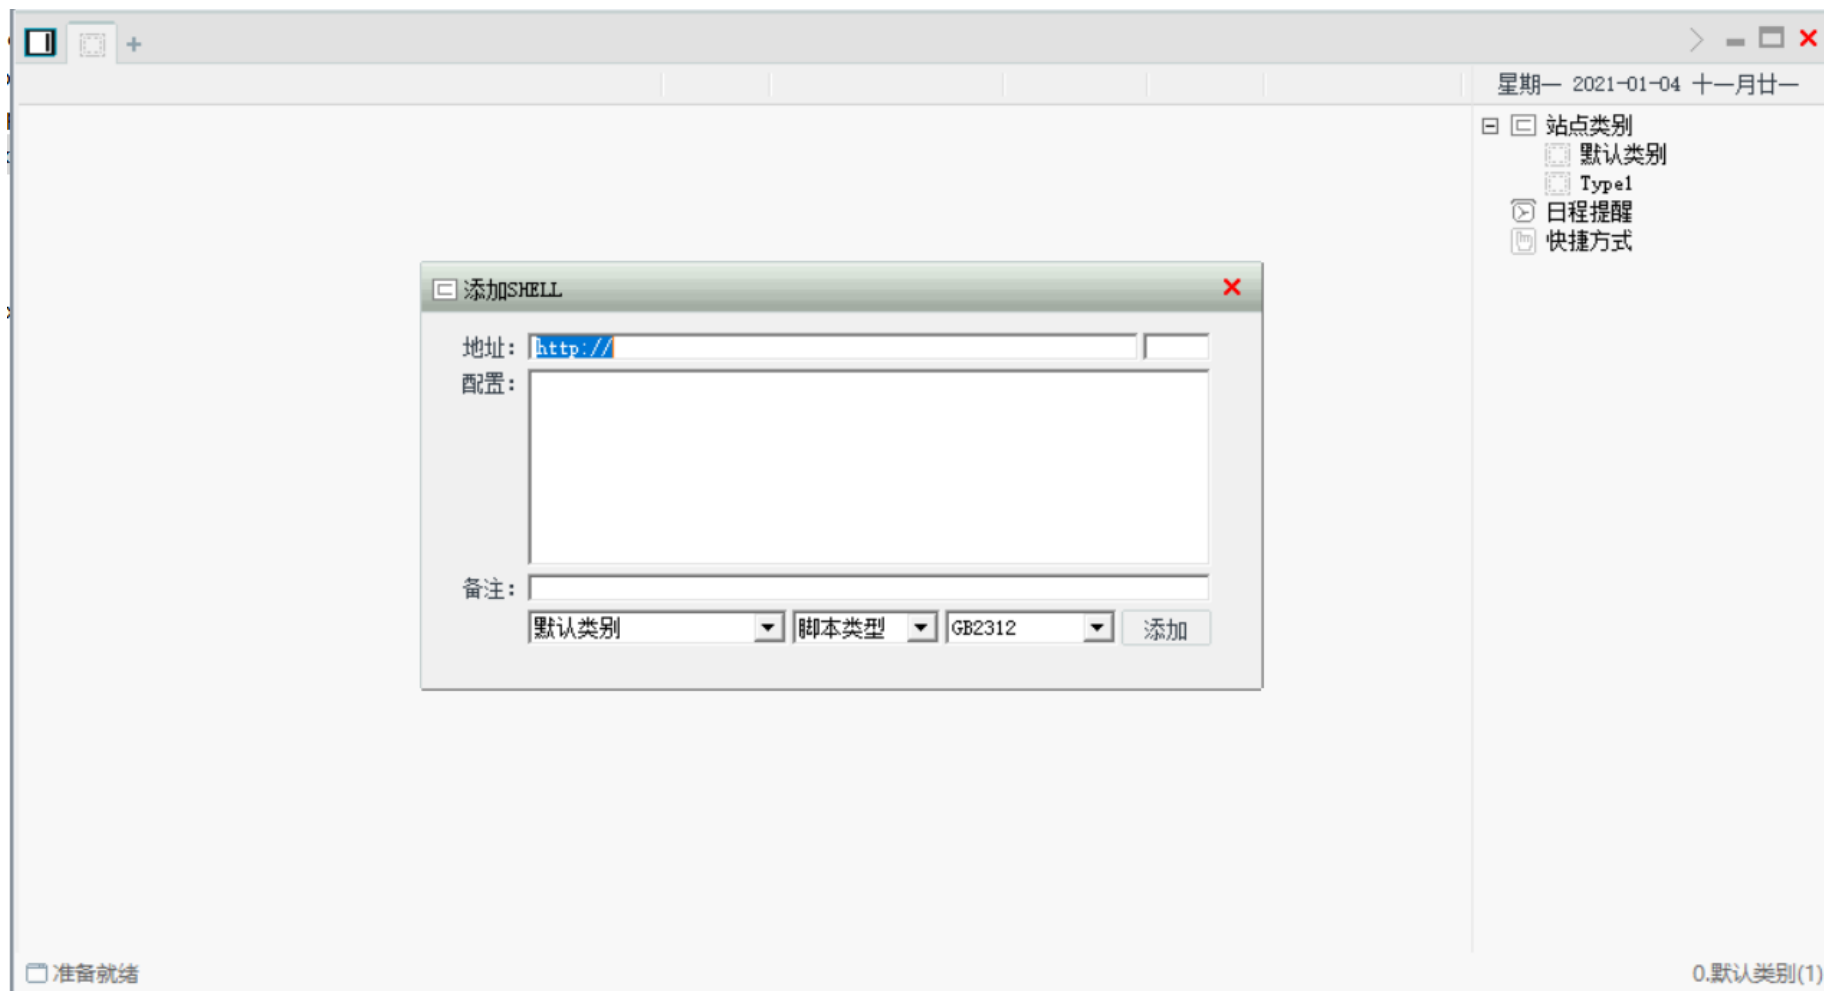 星期一 2021-01-04 十一月廿一
站点类别
默认类别
Type1
日程提醒
快捷方式
添加SHELL
地址： http://
配置：
备注：
默认类别 脚本类型 GB2312 添加
准备就绪
0.默认类别(1)